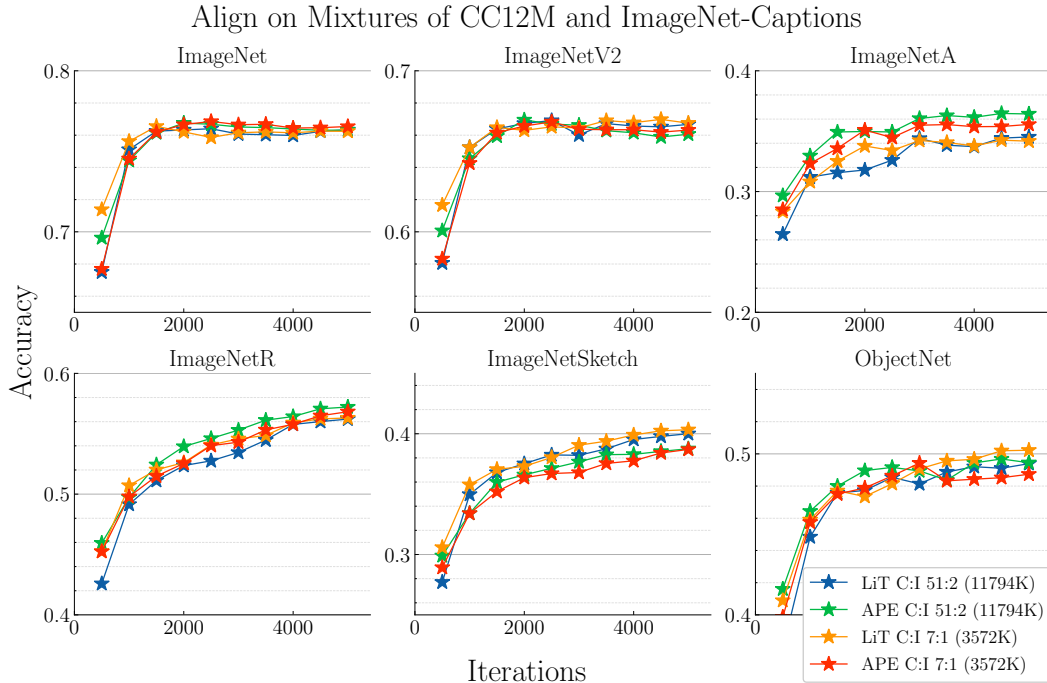 Align on Mixtures of CC12M and ImageNet-Captions
ImageNet
ImageNetV2
ImageNetA
0.8
0.7
0.7
0.6
0.4
0.3
0.2
0
2000
4000
0
2000
4000
0
2000
4000
Accuracy
ImageNetR
ImageNetSketch
ObjectNet
0.6
0.5
0.4
0.4
0.3
0.5
0.4
0
2000
4000
0
2000
4000
0
LiT C:I 51:2 (11794K)
APE C:I 51:2 (11794K)
LiT C:I 7:1 (3572K)
APE C:I 7:1 (3572K)
Iterations